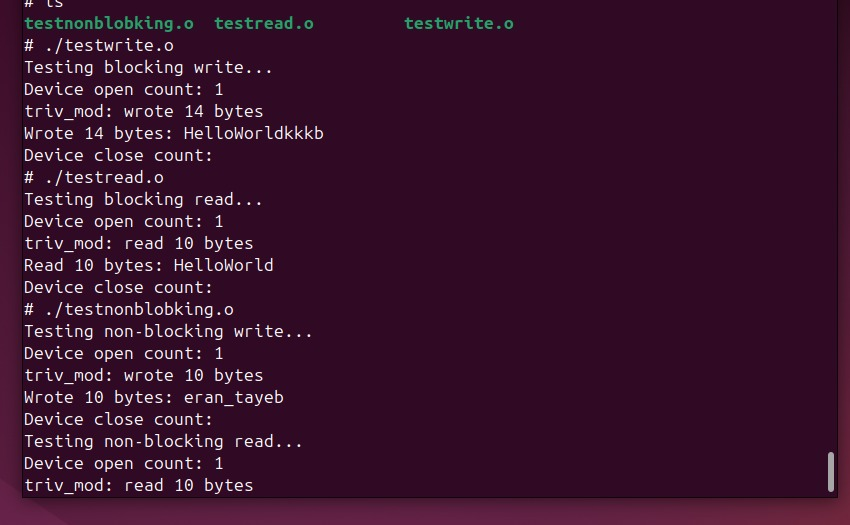 # ls
testnonblobking.o  testread.o         testwrite.o
# ./testwrite.o
Testing blocking write...
Device open count: 1
triv_mod: wrote 14 bytes
Wrote 14 bytes: HelloWorldkkkb
Device close count:
# ./testread.o
Testing blocking read...
Device open count: 1
triv_mod: read 10 bytes
Read 10 bytes: HelloWorld
Device close count:
# ./testnonblobking.o
Testing non-blocking write...
Device open count: 1
triv_mod: wrote 10 bytes
Wrote 10 bytes: eran_tayeb
Device close count:
Testing non-blocking read...
Device open count: 1
triv_mod: read 10 bytes